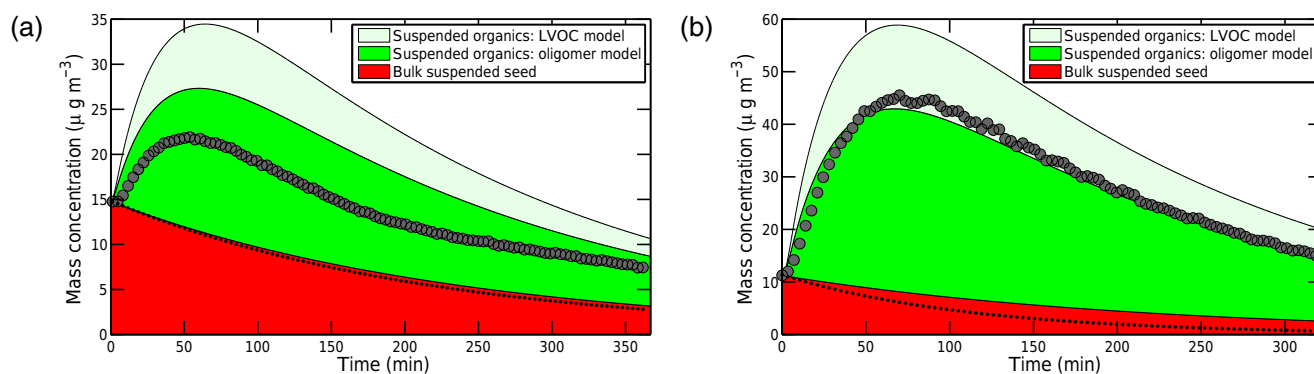 (a)
Mass concentration (μ g m⁻³)
40
35
30
25
20
15
10
5
0
Suspended organics: LVOC model
Suspended organics: oligomer model
Bulk suspended seed
0 50 100 150 200 250 300 350
Time (min)
(b)
Mass concentration (μ g m⁻³)
60
50
40
30
20
10
0
Suspended organics: LVOC model
Suspended organics: oligomer model
Bulk suspended seed
0 50 100 150 200 250 300
Time (min)